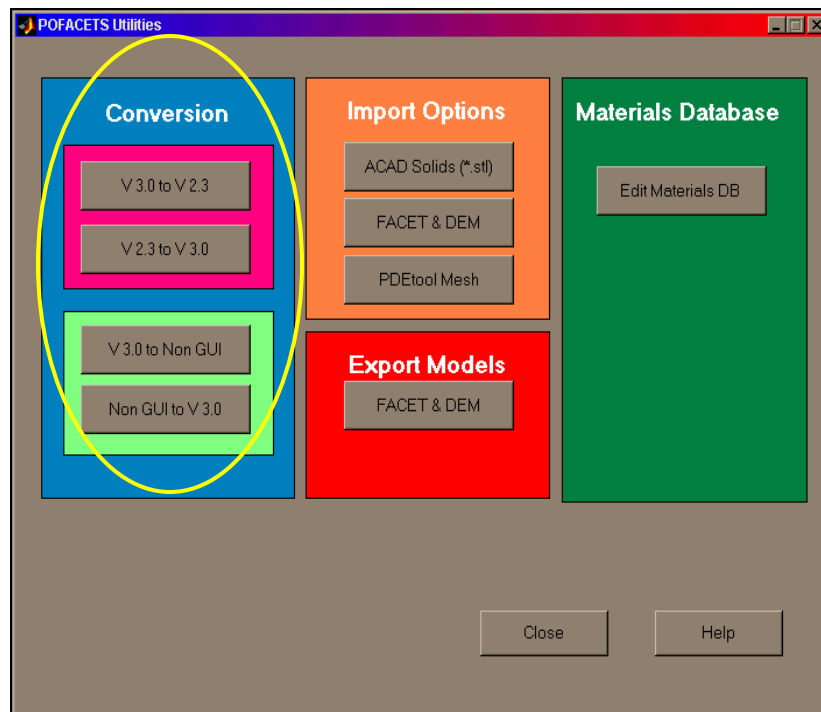 POFACETS Utilities
Conversion
V 3.0 to V 2.3
V 2.3 to V 3.0
V 3.0 to Non GUI
Non GUI to V 3.0
Import Options
ACAD Solids (*.stl)
FACET & DEM
PDEtool Mesh
Export Models
FACET & DEM
Materials Database
Edit Materials DB
Close
Help